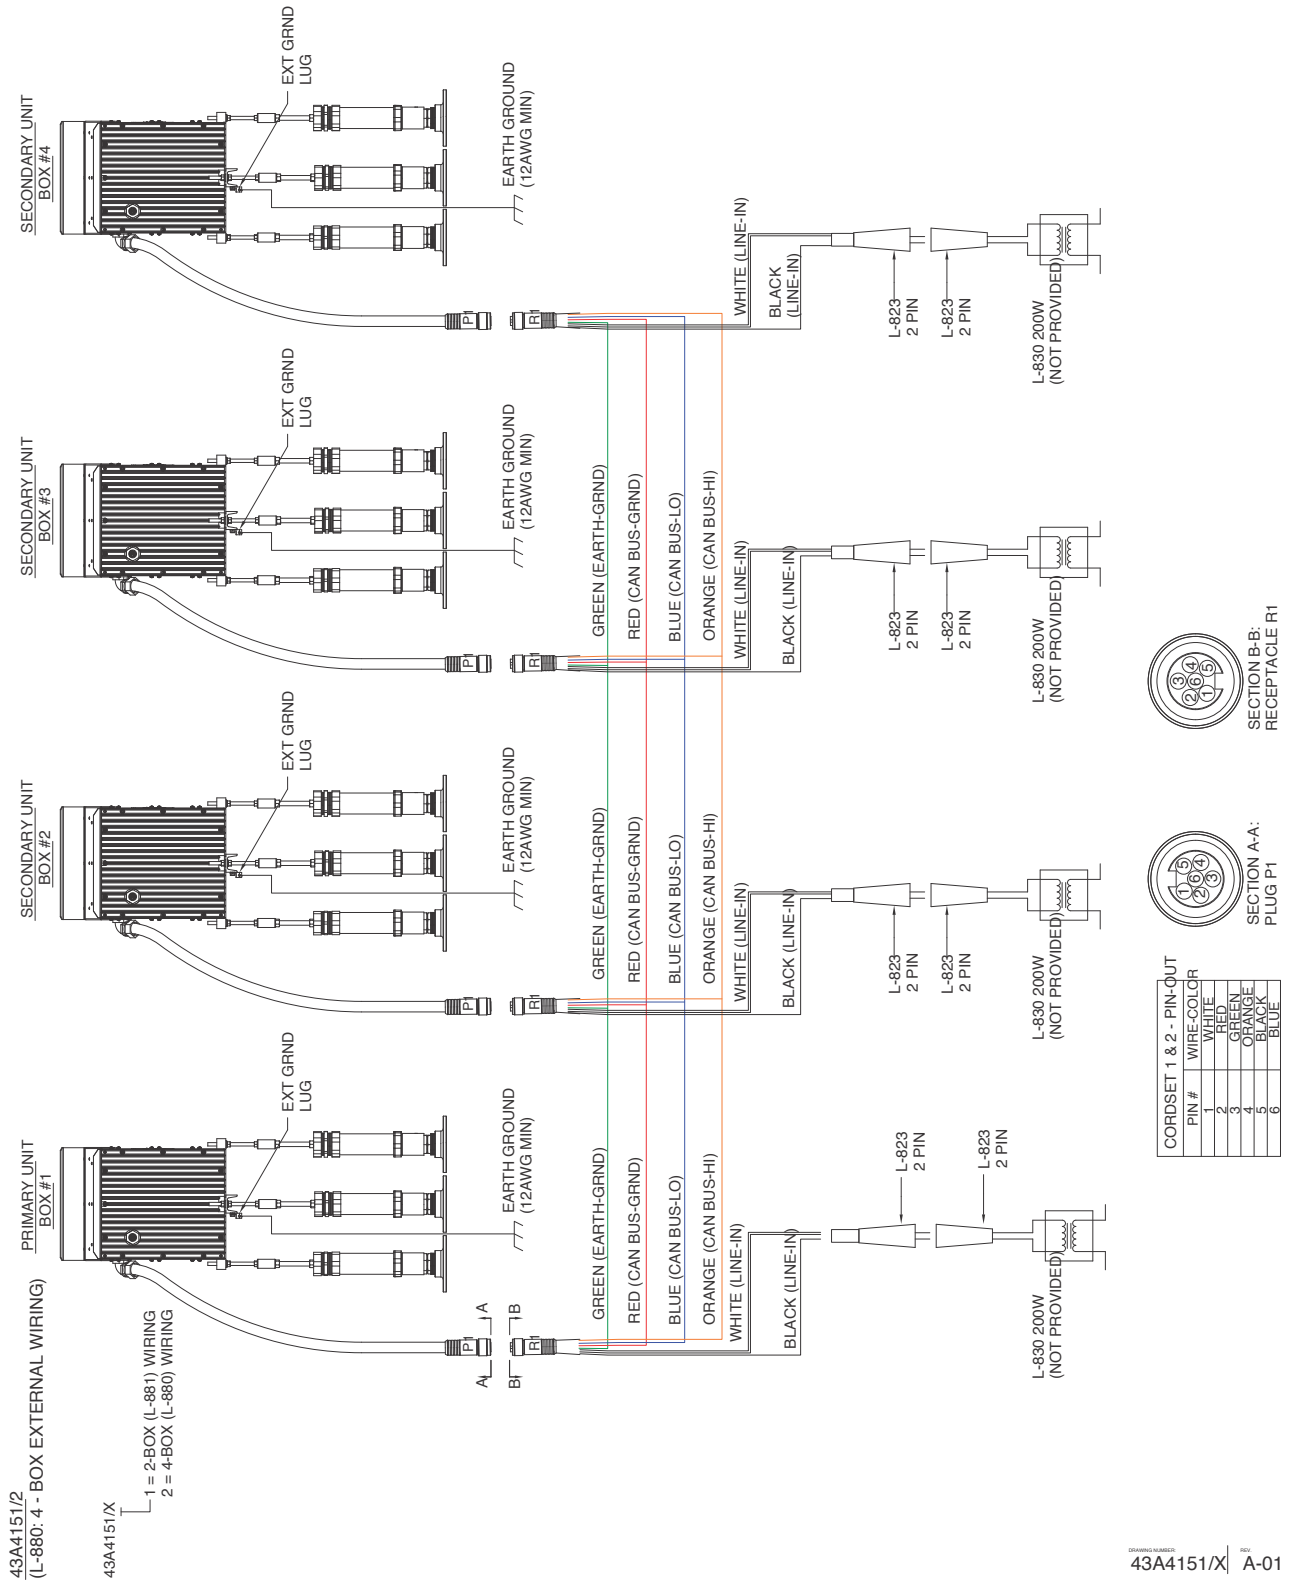 43A4151/2
(L-880: 4 - BOX EXTERNAL WIRING)
43A4151/X
1 = 2-BOX (L-881) WIRING
2 = 4-BOX (L-880) WIRING
PRIMARY UNIT
BOX #1
SECONDARY UNIT
BOX #2
SECONDARY UNIT
BOX #3
SECONDARY UNIT
BOX #4
EXT GRND
LUG
EXT GRND
LUG
EXT GRND
LUG
EXT GRND
LUG
EARTH GROUND
(12AWG MIN)
EARTH GROUND
(12AWG MIN)
EARTH GROUND
(12AWG MIN)
EARTH GROUND
(12AWG MIN)
P1
P1
P1
P1
A
A
B
B
R1
R1
R1
R1
GREEN (EARTH-GRND)
GREEN (EARTH-GRND)
GREEN (EARTH-GRND)
RED (CAN BUS-GRND)
RED (CAN BUS-GRND)
RED (CAN BUS-GRND)
BLUE (CAN BUS-LO)
BLUE (CAN BUS-LO)
BLUE (CAN BUS-LO)
ORANGE (CAN BUS-HI)
ORANGE (CAN BUS-HI)
ORANGE (CAN BUS-HI)
WHITE (LINE-IN)
WHITE (LINE-IN)
WHITE (LINE-IN)
WHITE (LINE-IN)
BLACK (LINE-IN)
BLACK (LINE-IN)
BLACK (LINE-IN)
BLACK
(LINE-IN)
L-823
2 PIN
L-823
2 PIN
L-823
2 PIN
L-823
2 PIN
L-823
2 PIN
L-823
2 PIN
L-823
2 PIN
L-823
2 PIN
L-830 200W
(NOT PROVIDED)
L-830 200W
(NOT PROVIDED)
L-830 200W
(NOT PROVIDED)
L-830 200W
(NOT PROVIDED)
CORDSET 1 & 2 - PIN-OUT
PIN # WIRE-COLOR
1 WHITE
2 RED
3 GREEN
4 ORANGE
5 BLACK
6 BLUE
1 5
2 6 4
3
SECTION A-A:
PLUG P1
3
2 6 4
1 5
SECTION B-B:
RECEPTACLE R1
DRAWING NUMBER:
43A4151/X
REV:
A-01